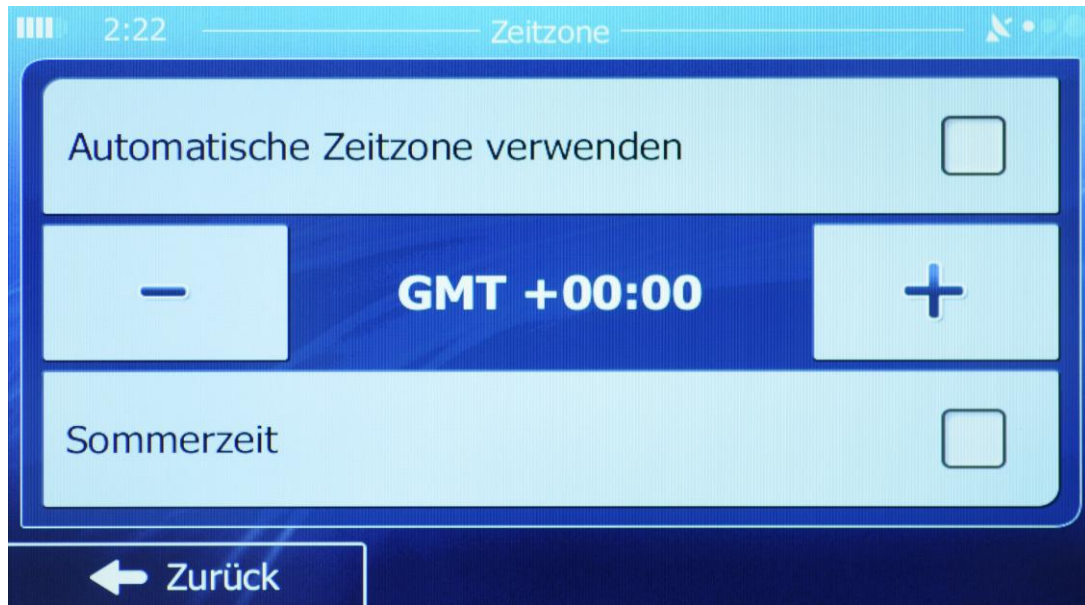 2:22 Zeitzone
Automatische Zeitzone verwenden
− GMT +00:00 +
Sommerzeit
Zurück